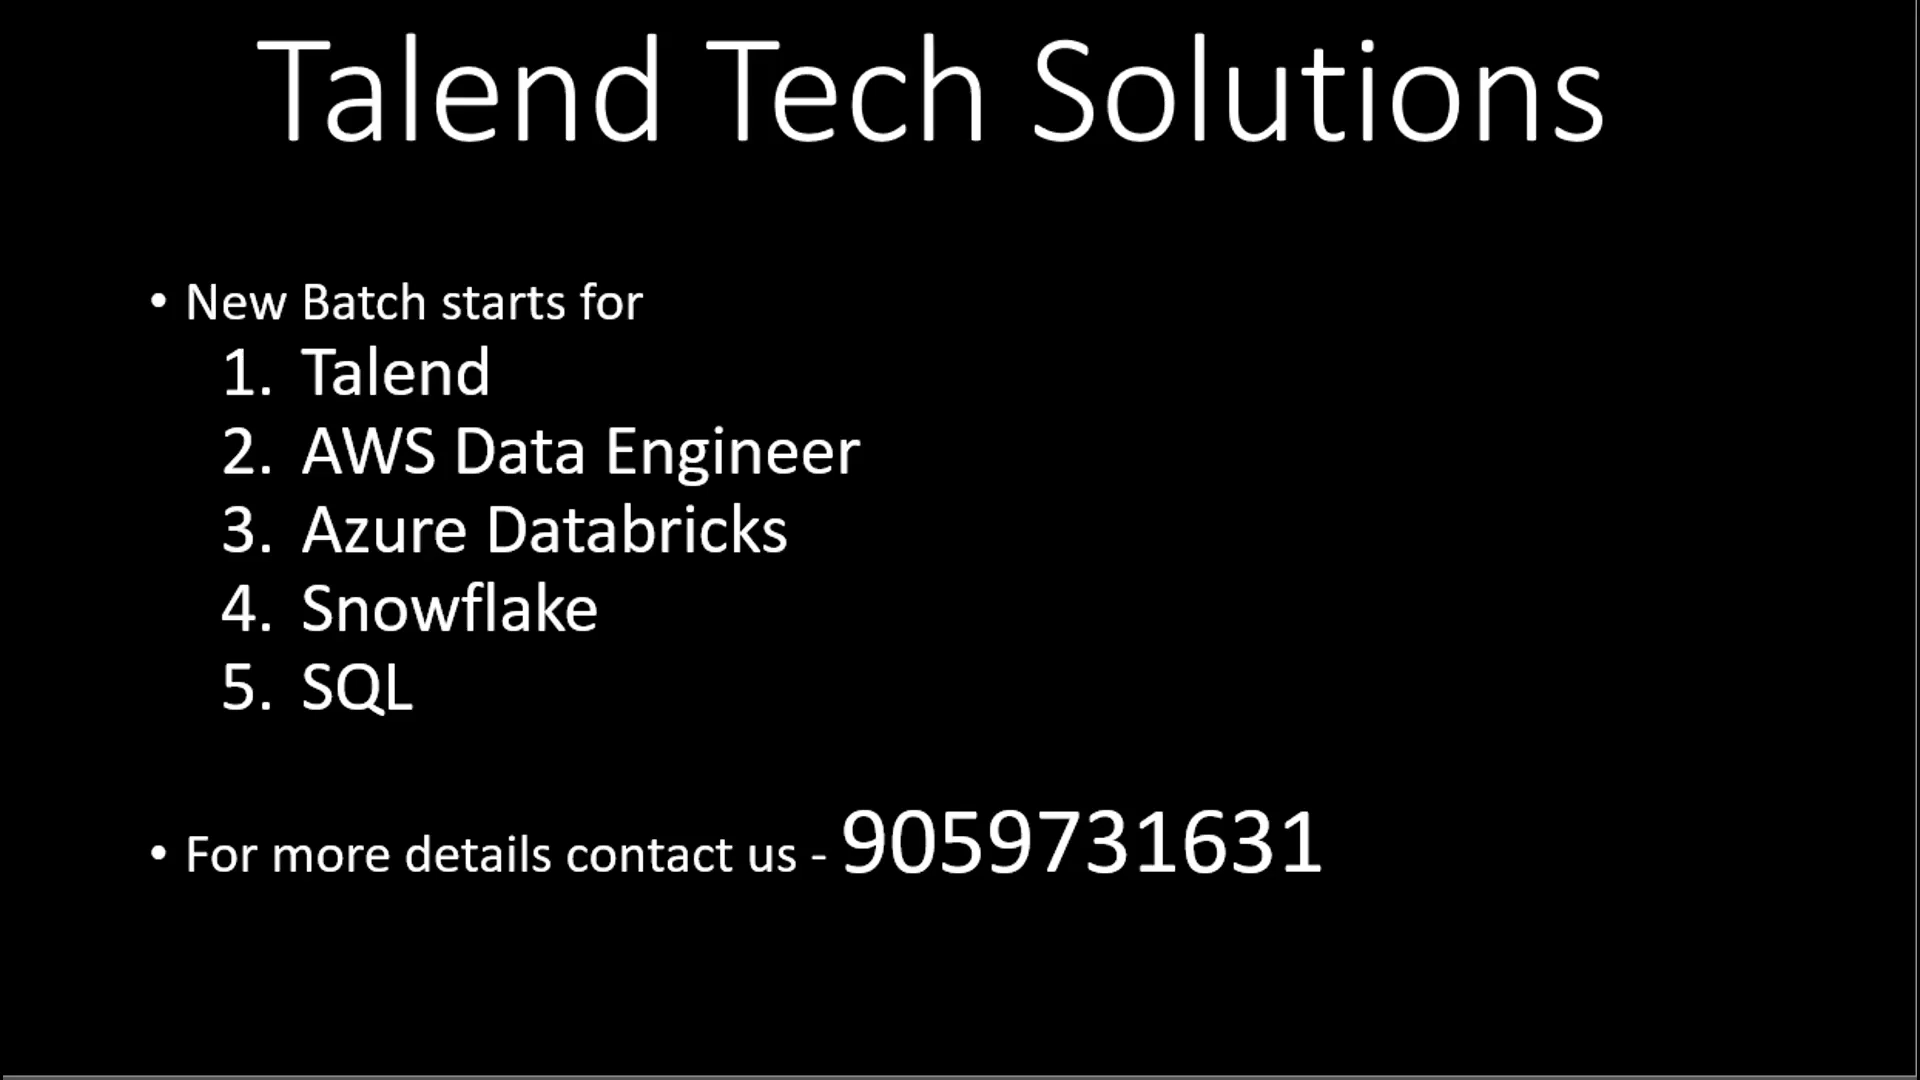 Talend Tech Solutions
• New Batch starts for
1. Talend
2. AWS Data Engineer
3. Azure Databricks
4. Snowflake
5. SQL
• For more details contact us - 9059731631